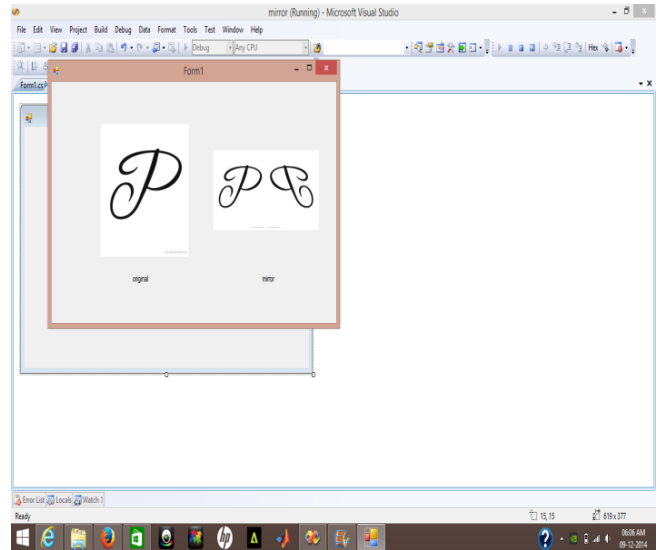 mirror (Running) - Microsoft Visual Studio
File Edit View Project Build Debug Data Format Tools Test Window Help
Debug Any CPU Hex
Form1
Form1.cs
P P
original mirror
Error List Locals Watch 1
Ready 15, 15 619 x 377
hp ?
06:06 AM
09-12-2014